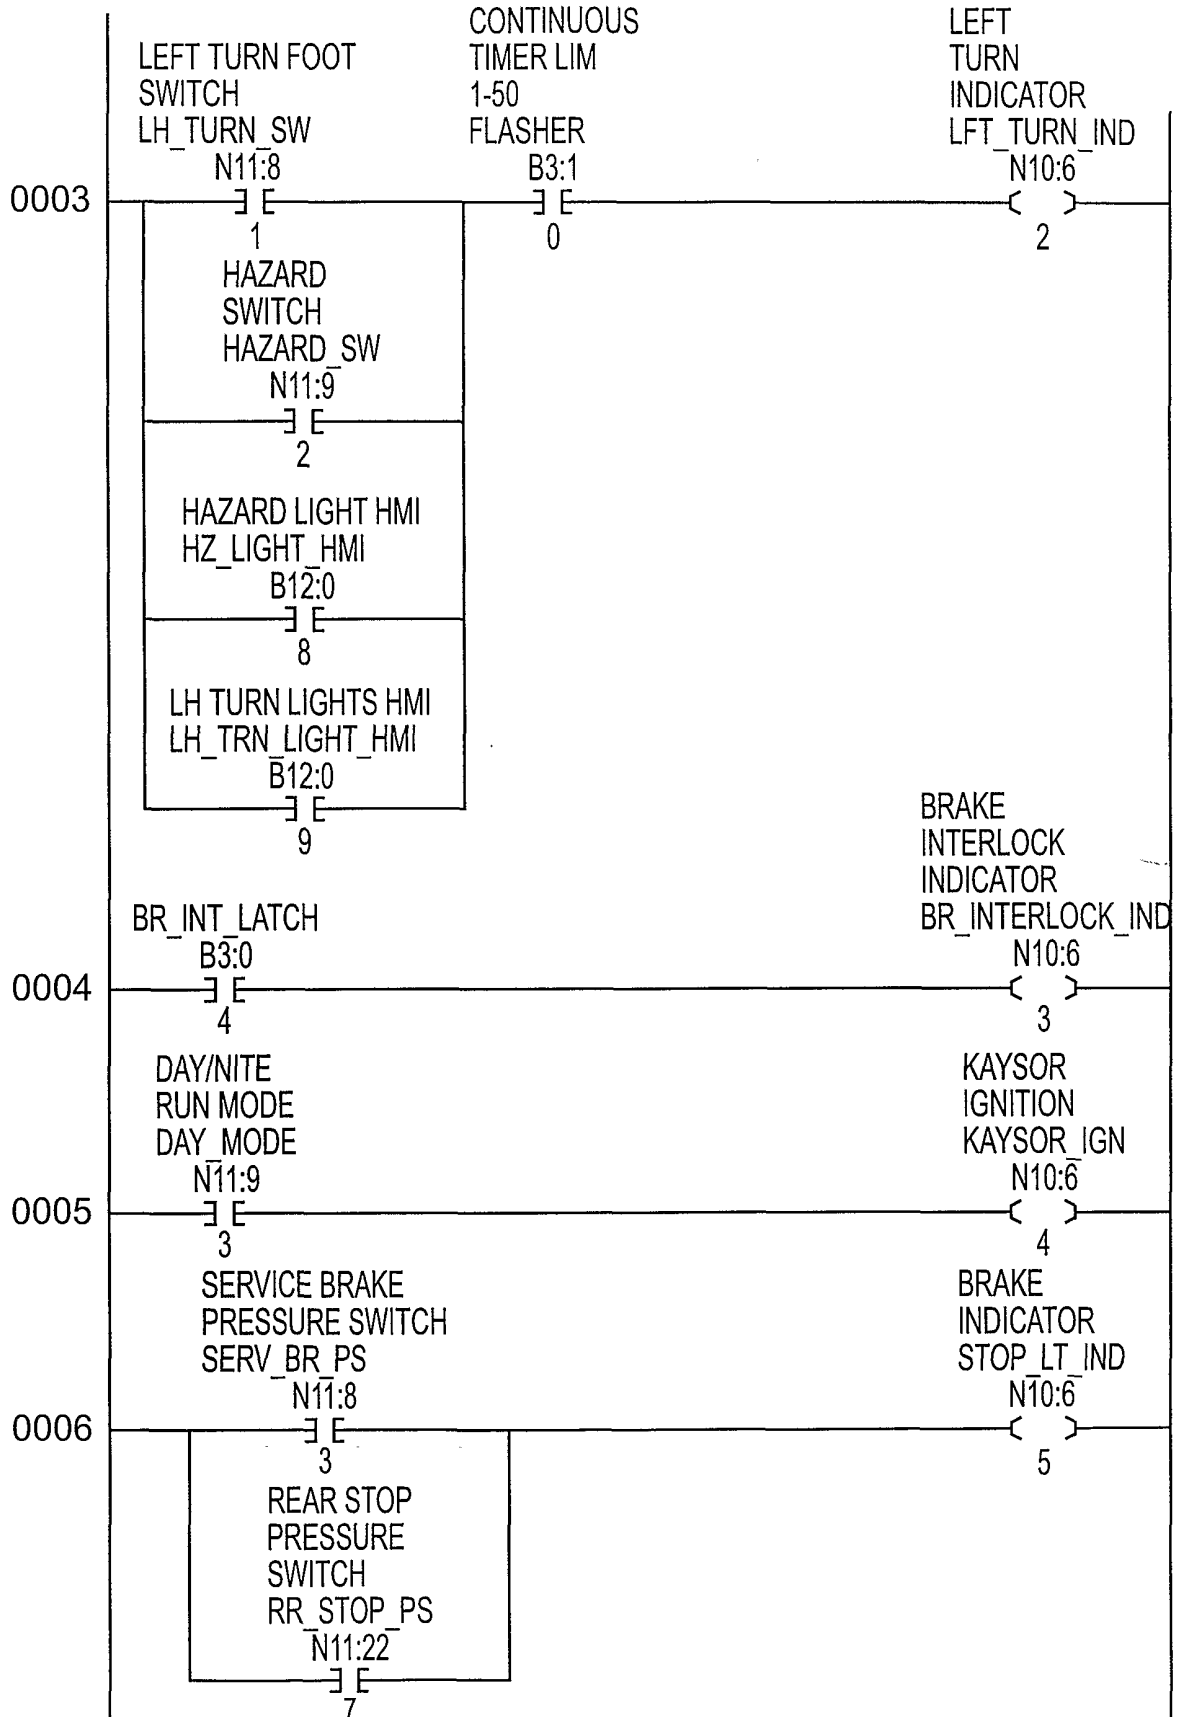 LEFT TURN FOOT
SWITCH
LH_TURN_SW
N11:8
1
CONTINUOUS
TIMER LIM
1-50
FLASHER
B3:1
0
LEFT
TURN
INDICATOR
LFT_TURN_IND
N10:6
2
0003
HAZARD
SWITCH
HAZARD_SW
N11:9
2
HAZARD LIGHT HMI
HZ_LIGHT_HMI
B12:0
8
LH TURN LIGHTS HMI
LH_TRN_LIGHT_HMI
B12:0
9
BR_INT_LATCH
B3:0
4
BRAKE
INTERLOCK
INDICATOR
BR_INTERLOCK_IND
N10:6
3
0004
DAY/NITE
RUN MODE
DAY_MODE
N11:9
3
KAYSOR
IGNITION
KAYSOR_IGN
N10:6
4
0005
SERVICE BRAKE
PRESSURE SWITCH
SERV_BR_PS
N11:8
3
BRAKE
INDICATOR
STOP_LT_IND
N10:6
5
0006
REAR STOP
PRESSURE
SWITCH
RR_STOP_PS
N11:22
7